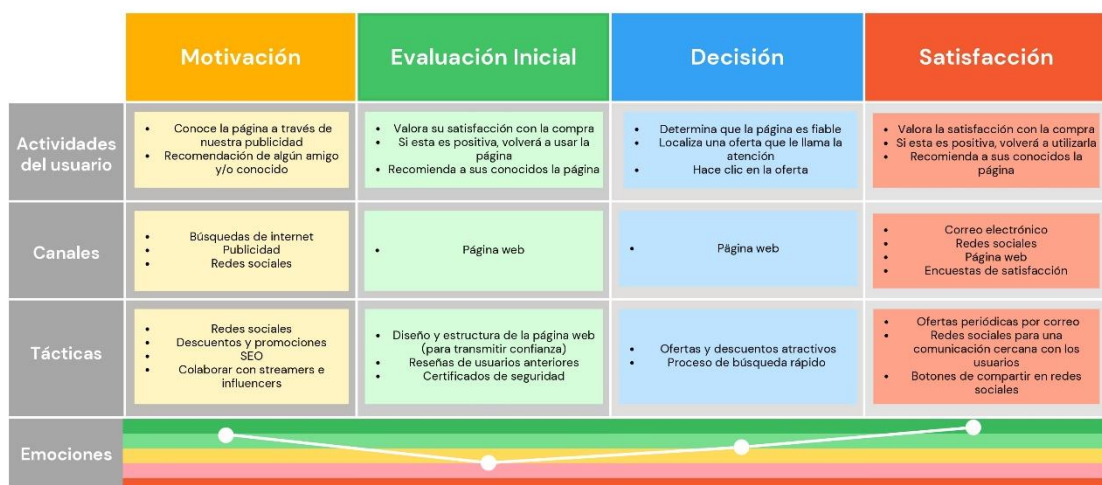 Motivación
Evaluación Inicial
Decisión
Satisfacción
Actividades
del usuario
• Conoce la página a través de
nuestra publicidad
• Recomendación de algún amigo
y/o conocido
• Valora su satisfacción con la compra
• Si esta es positiva, volverá a usar la
página
• Recomienda a sus conocidos la página
• Determina que la página es fiable
• Localiza una oferta que le llama la
atención
• Hace clic en la oferta
• Valora la satisfacción con la compra
• Si esta es positiva, volverá a utilizarla
• Recomienda a sus conocidos la
página
Canales
• Búsquedas de internet
• Publicidad
• Redes sociales
• Página web
• Página web
• Correo electrónico
• Redes sociales
• Página web
• Encuestas de satisfacción
Tácticas
• Redes sociales
• Descuentos y promociones
• SEO
• Colaborar con streamers e
influencers
• Diseño y estructura de la página web
(para transmitir confianza)
• Reseñas de usuarios anteriores
• Certificados de seguridad
• Ofertas y descuentos atractivos
• Proceso de búsqueda rápido
• Ofertas periódicas por correo
• Redes sociales para una
comunicación cercana con los
usuarios
• Botones de compartir en redes
sociales
Emociones